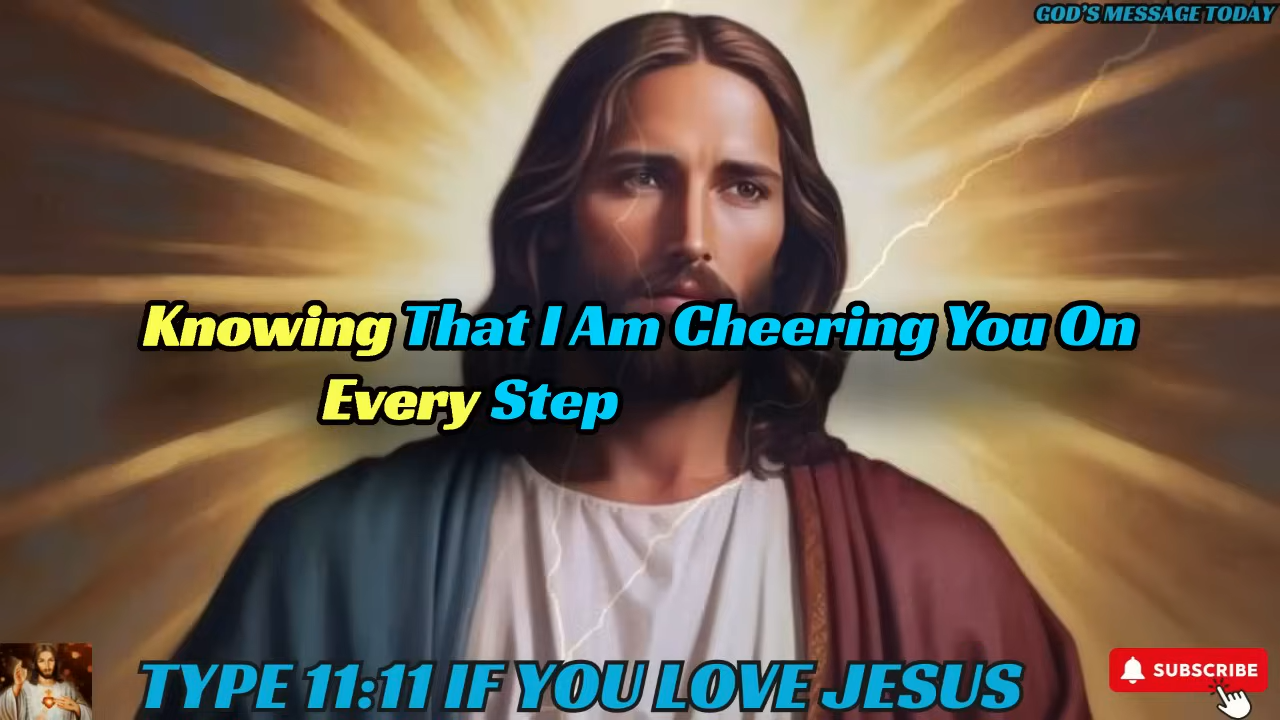 GOD'S MESSAGE TODAY
Knowing That I Am Cheering You On
Every Step
TYPE 11:11 IF YOU LOVE JESUS
SUBSCRIBE